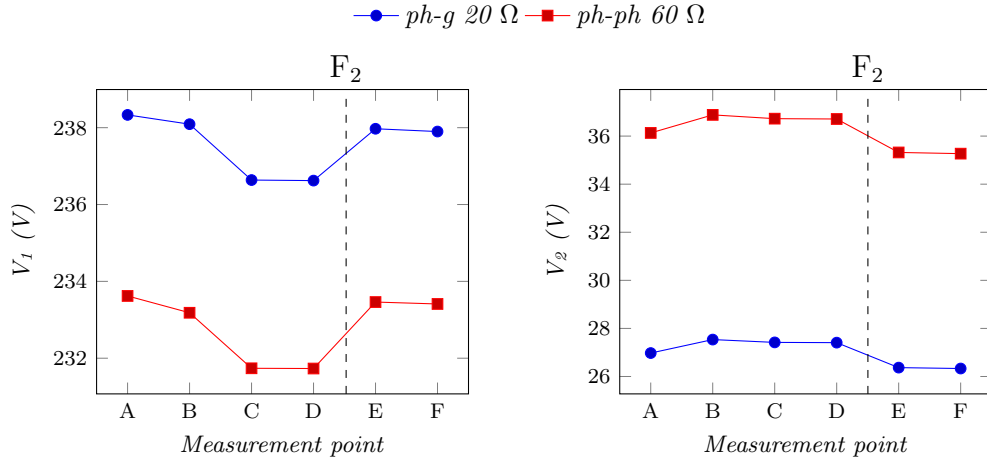 ph-g 20 Ω ph-ph 60 Ω
F₂
238
236
234
232
V₁ (V)
A B C D E F
Measurement point
F₂
36
34
32
30
28
26
V₂ (V)
A B C D E F
Measurement point